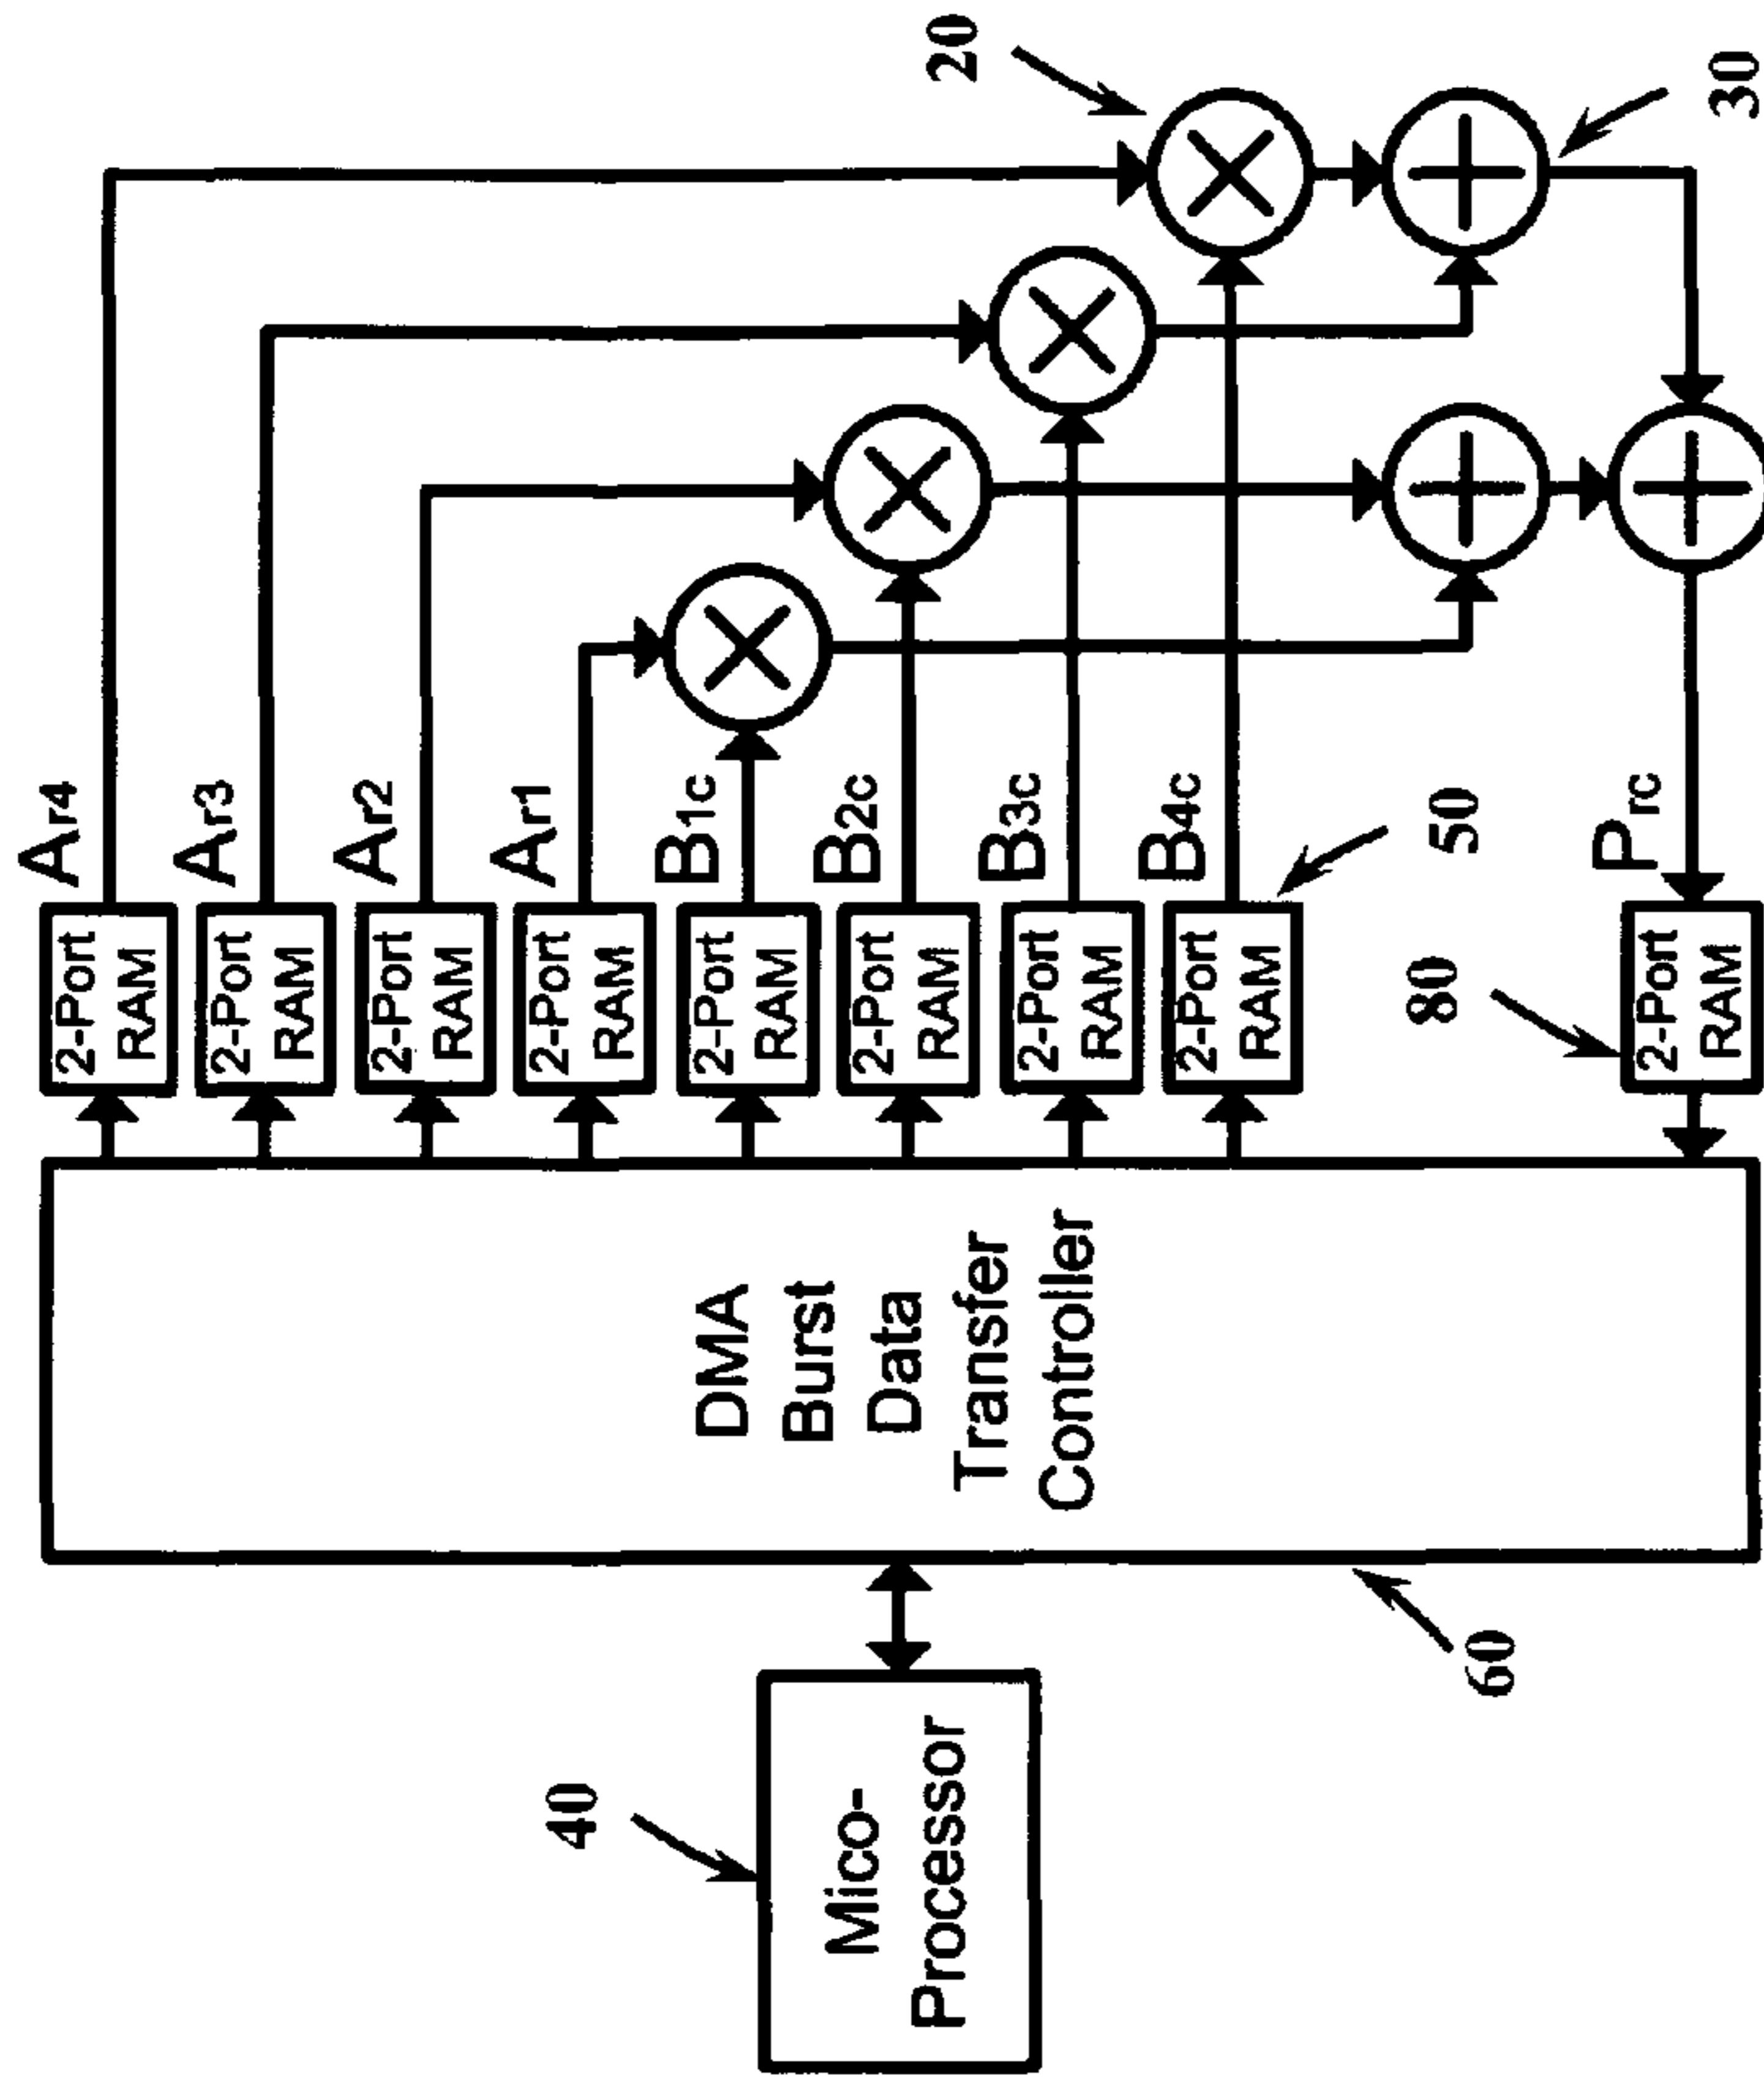 40
Mico-
Processor
60
DMA
Burst
Data
Transfer
Controller
2-Port
RAM
Ar4
2-Port
RAM
Ar3
2-Port
RAM
Ar2
2-Port
RAM
Ar1
2-Port
RAM
B1c
2-Port
RAM
B2c
2-Port
RAM
B3c
2-Port
RAM
B4c
50
80
2-Port
RAM
Prc
20
30